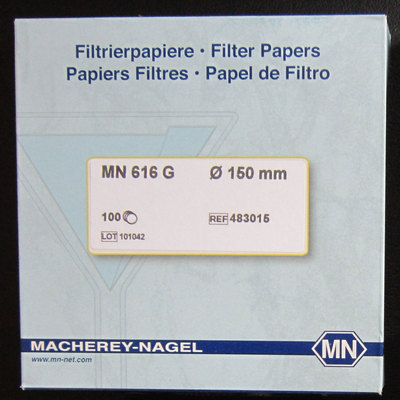 Filtrierpapiere · Filter Papers
Papiers Filtres · Papel de Filtro
MN 616 G Ø 150 mm
100 REF 483015
LOT 101042
MACHEREY-NAGEL MN
www.mn-net.com